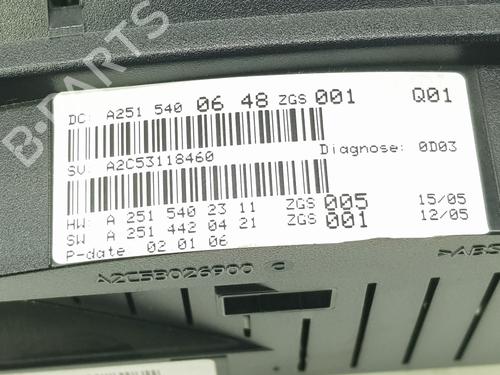 B-PARTS
DC: A251 540 06 48 ZGS 001 Q01
SV: A2C53118460 Diagnose: 0D03
HW: A 251 540 23 11 ZGS 005 15/05
SW A 251 442 04 21 ZGS 001 12/05
P-date 02 01 06
A2C53026900 C
>ABS